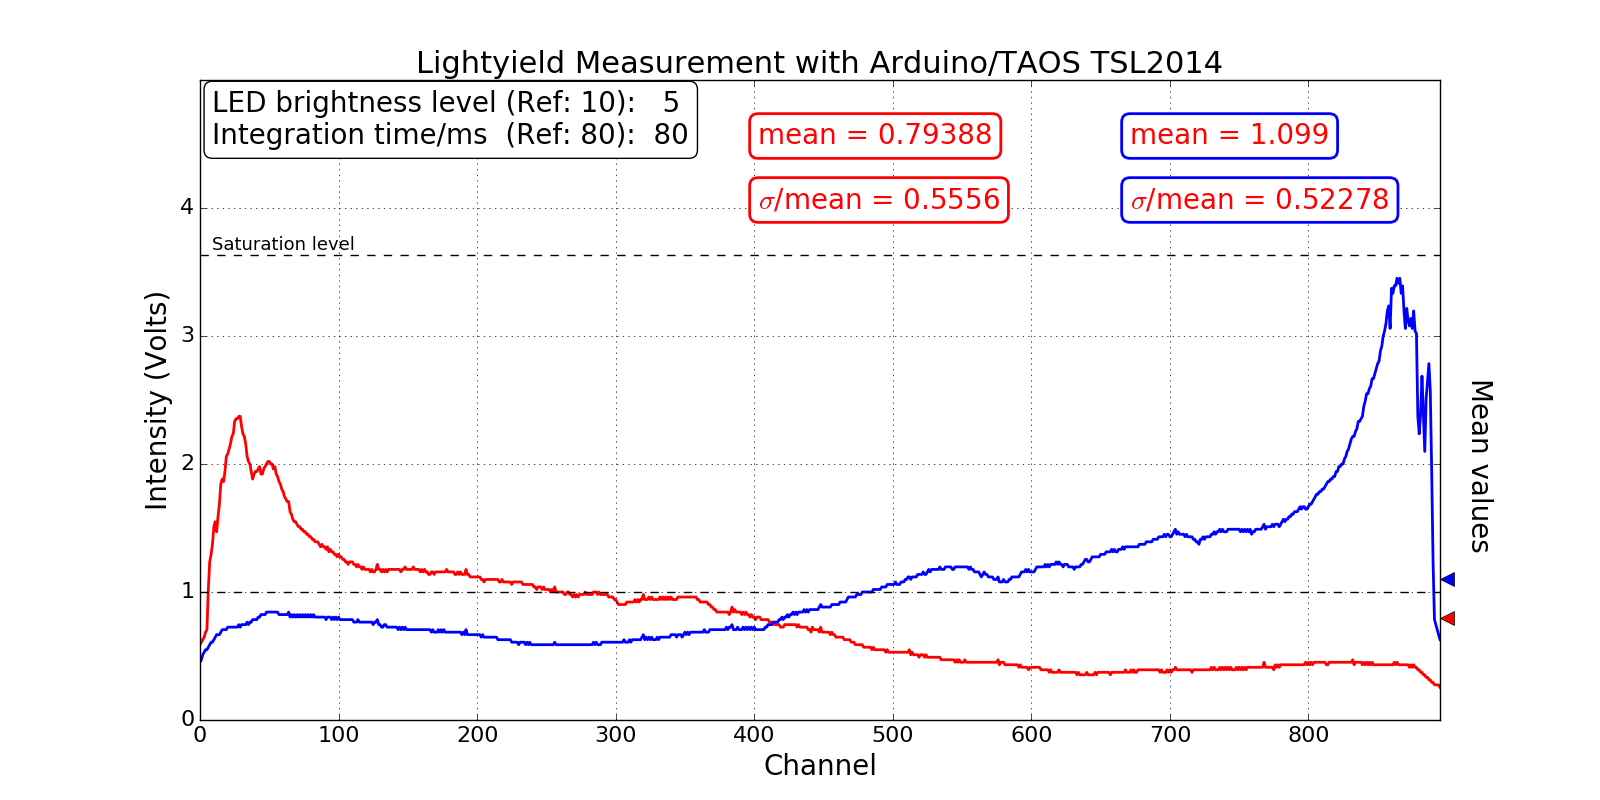 Lightyield Measurement with Arduino/TAOS TSL2014
LED brightness level (Ref: 10): 5
Integration time/ms (Ref: 80): 80
mean = 0.79388
mean = 1.099
σ/mean = 0.5556
σ/mean = 0.52278
Saturation level
Intensity (Volts)
4
3
2
1
0
Mean values
0 100 200 300 400 500 600 700 800
Channel